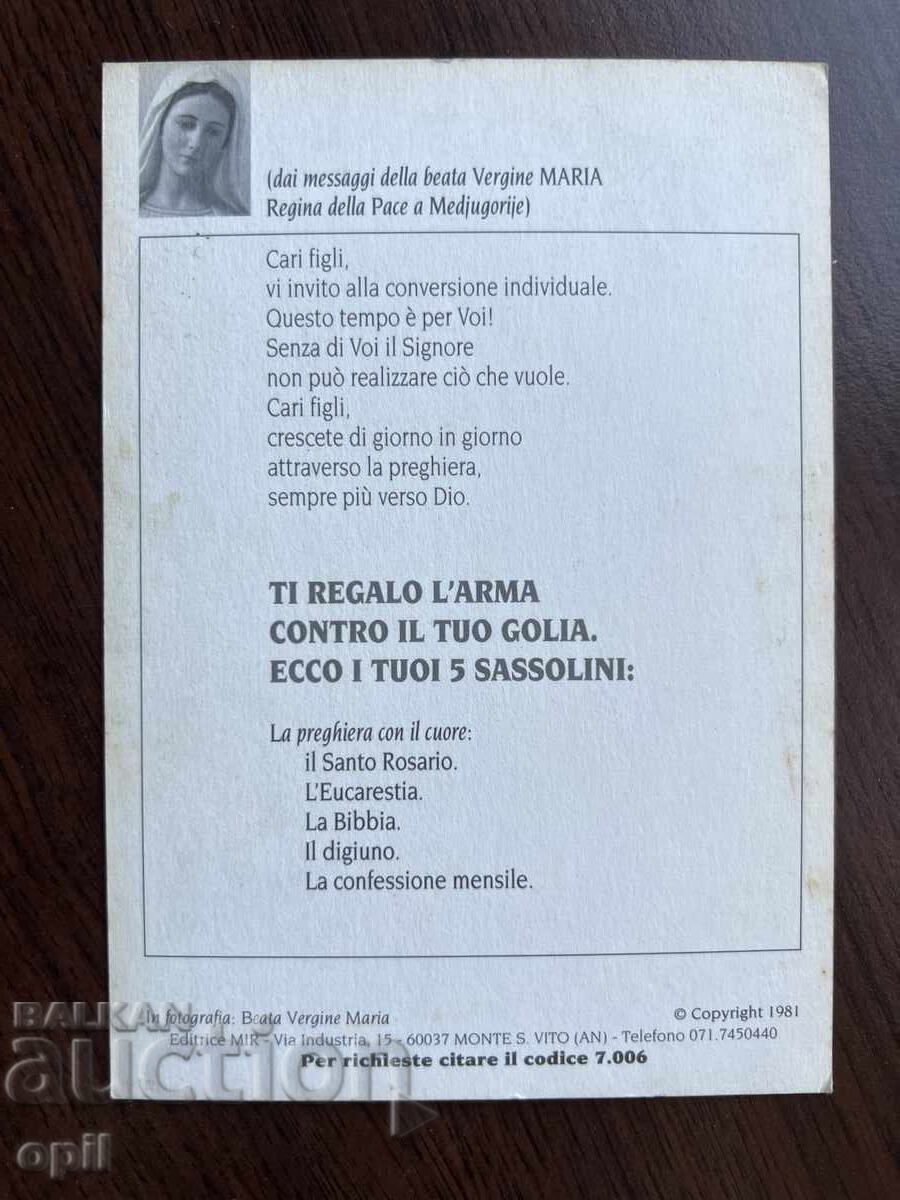 (dai messaggi della beata Vergine MARIA
Regina della Pace a Medjugorije)
Cari figli,
vi invito alla conversione individuale.
Questo tempo è per Voi!
Senza di Voi il Signore
non può realizzare ciò che vuole.
Cari figli,
crescete di giorno in giorno
attraverso la preghiera,
sempre più verso Dio.
TI REGALO L'ARMA
CONTRO IL TUO GOLIA.
ECCO I TUOI 5 SASSOLINI:
La preghiera con il cuore:
il Santo Rosario.
L'Eucarestia.
La Bibbia.
Il digiuno.
La confessione mensile.
In fotografia: Beata Vergine Maria
© Copyright 1981
Editrice MIR - Via Industria, 15 - 60037 MONTE S. VITO (AN) - Telefono 071.7450440
Per richieste citare il codice 7.006
BALKAN
auction
opil